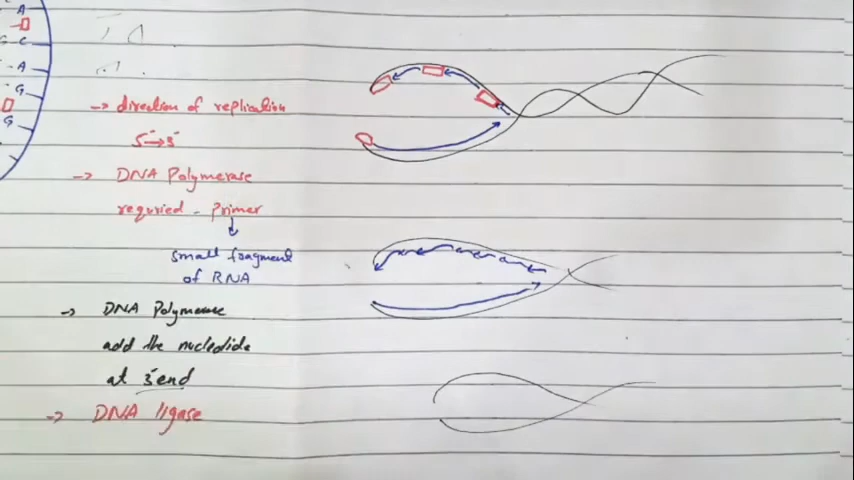 A
G C
- A
- G
G
-> direction of replication
5' -> 3'
-> DNA Polymerase
requried - Primer
small fragment
of RNA
-> DNA Polymerase
add the nucleotide
at 3' end
-> DNA ligase